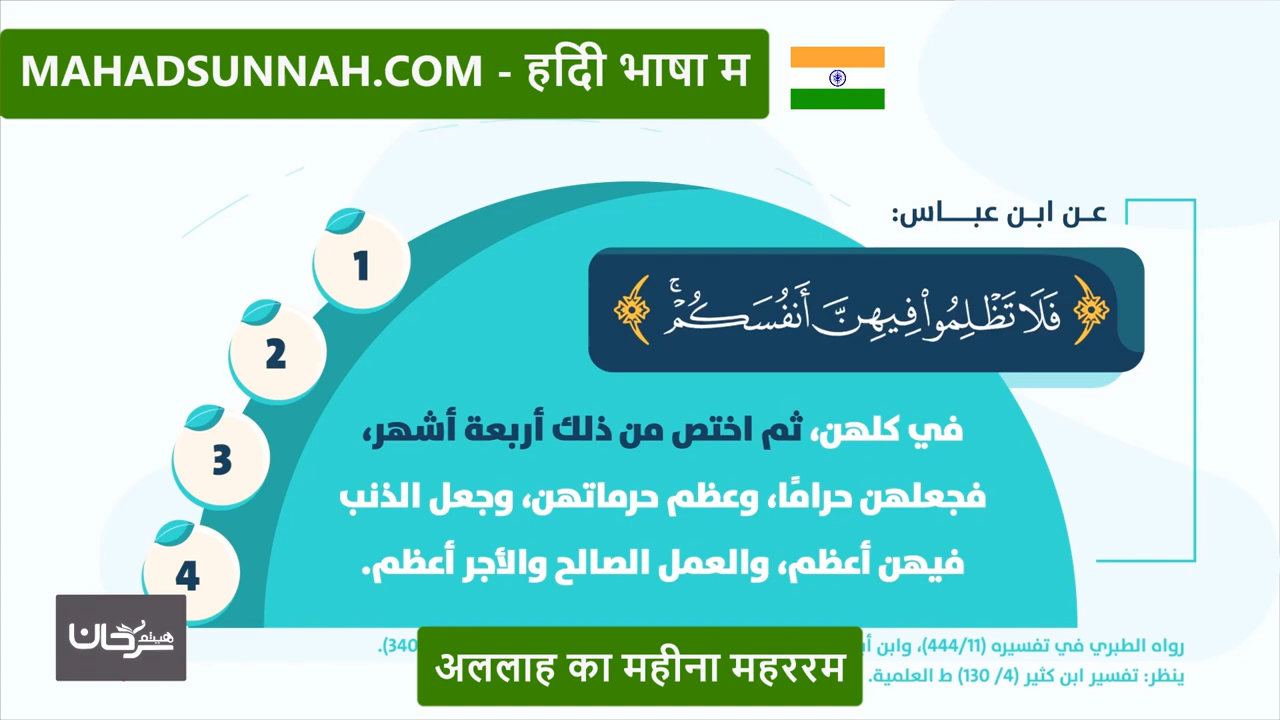 MAHADSUNNAH.COM - हिंदी भाषा म
عن ابن عباس:
﴿فَلَا تَظْلِمُوا۟ فِيهِنَّ أَنفُسَكُمْ ۚ﴾
في كلهن، ثم اختص من ذلك أربعة أشهر،
فجعلهن حرامًا، وعظم حرماتهن، وجعل الذنب
فيهن أعظم، والعمل الصالح والأجر أعظم.
1
2
3
4
هيثم سرحان
رواه الطبري في تفسيره (444/11)، وابن
ينظر: تفسير ابن كثير (4/ 130) ط العلمية.
अललाह का महीना महररम